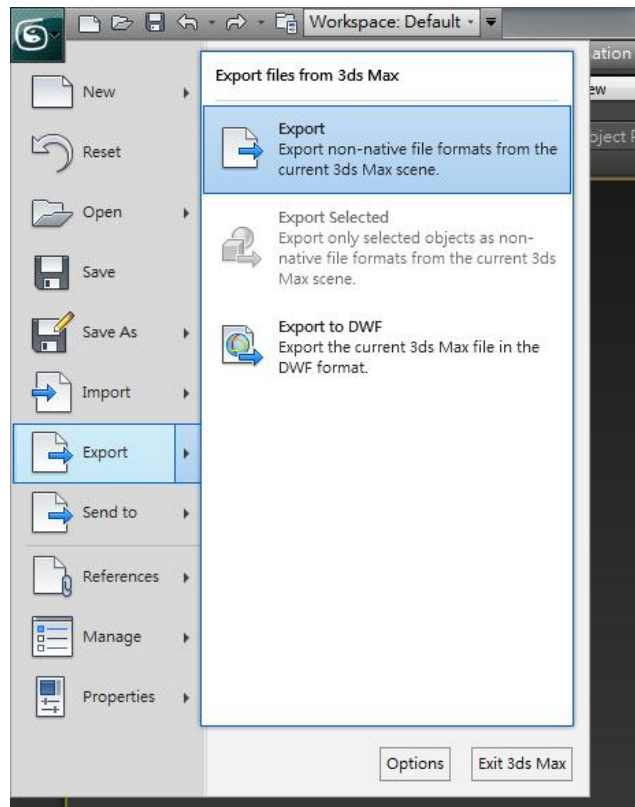 Workspace: Default
ation
Export files from 3ds Max
ew
New
Export
Export non-native file formats from the
current 3ds Max scene.
Reset
Open
Export Selected
Export only selected objects as non-
native file formats from the current 3ds
Max scene.
Save
Save As
Export to DWF
Export the current 3ds Max file in the
DWF format.
Import
Export
Send to
References
Manage
Properties
Options
Exit 3ds Max